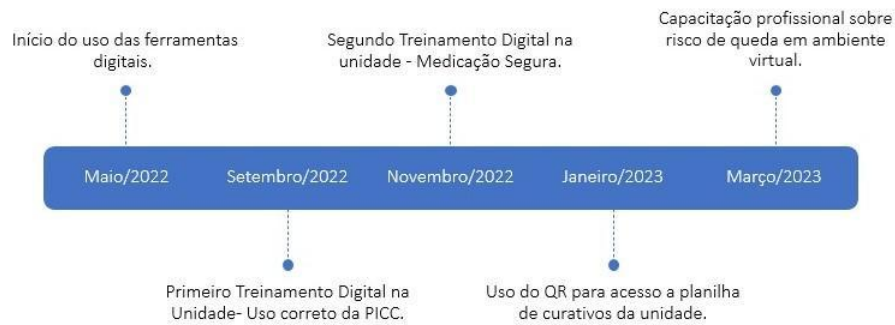 Início do uso das ferramentas
digitais.
Segundo Treinamento Digital na
unidade - Medicação Segura.
Capacitação profissional sobre
risco de queda em ambiente
virtual.
Maio/2022
Setembro/2022
Novembro/2022
Janeiro/2023
Março/2023
Primeiro Treinamento Digital na
Unidade- Uso correto da PICC.
Uso do QR para acesso a planilha
de curativos da unidade.